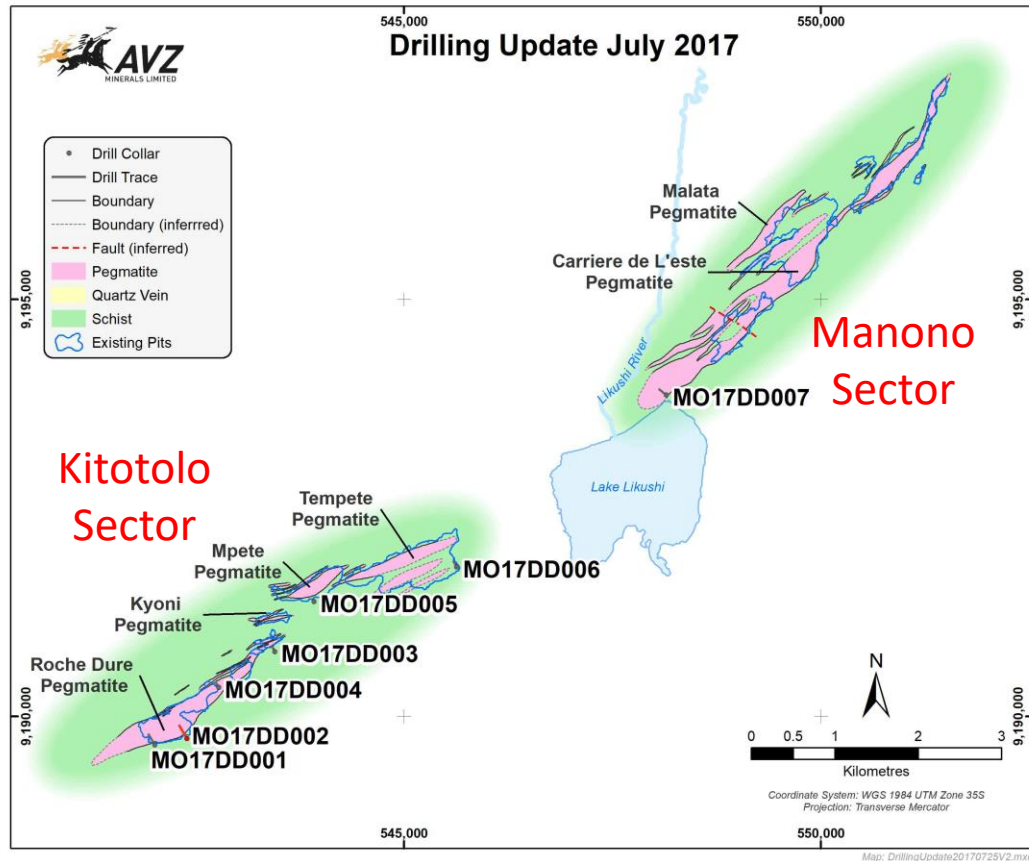 545,000
550,000
AVZ
MINERALS LIMITED
Drilling Update July 2017
Drill Collar
Drill Trace
Boundary
Boundary (inferrred)
Fault (inferred)
Pegmatite
Quartz Vein
Schist
Existing Pits
Malata
Pegmatite
Carriere de L'este
Pegmatite
9,195,000
9,195,000
Manono
Sector
Likushi River
MO17DD007
Lake Likushi
Kitotolo
Sector
Tempete
Pegmatite
Mpete
Pegmatite
MO17DD006
MO17DD005
Kyoni
Pegmatite
MO17DD003
Roche Dure
Pegmatite
MO17DD004
MO17DD002
MO17DD001
9,190,000
9,190,000
N
0 0.5 1 2 3
Kilometres
Coordinate System: WGS 1984 UTM Zone 35S
Projection: Transverse Mercator
545,000
550,000
Map: DrillingUpdate20170725V2.mxd